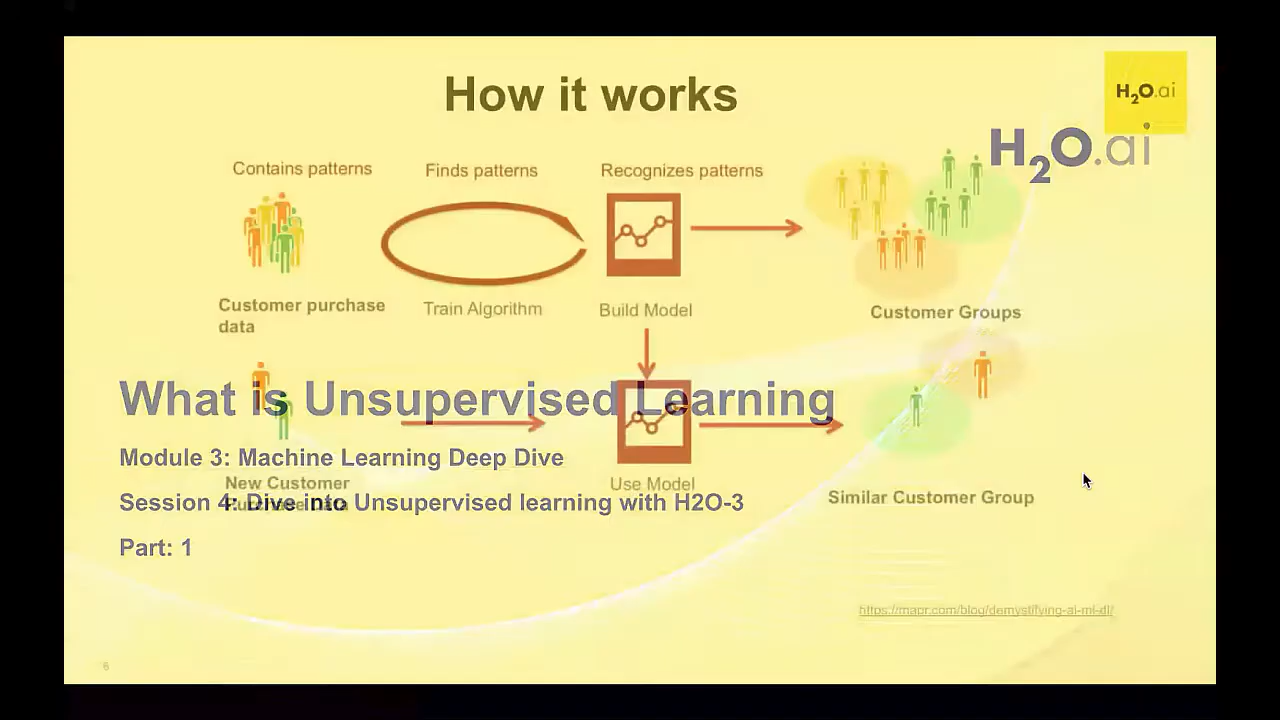 How it works
H2O.ai
H2O.ai
Contains patterns
Finds patterns
Recognizes patterns
Customer purchase
data
Train Algorithm
Build Model
Customer Groups
What is Unsupervised Learning
Module 3: Machine Learning Deep Dive
New Customer
Use Model
Similar Customer Group
Session 4: Dive into Unsupervised learning with H2O-3
Part: 1
https://mapr.com/blog/demystifying-ai-ml-dl/
6